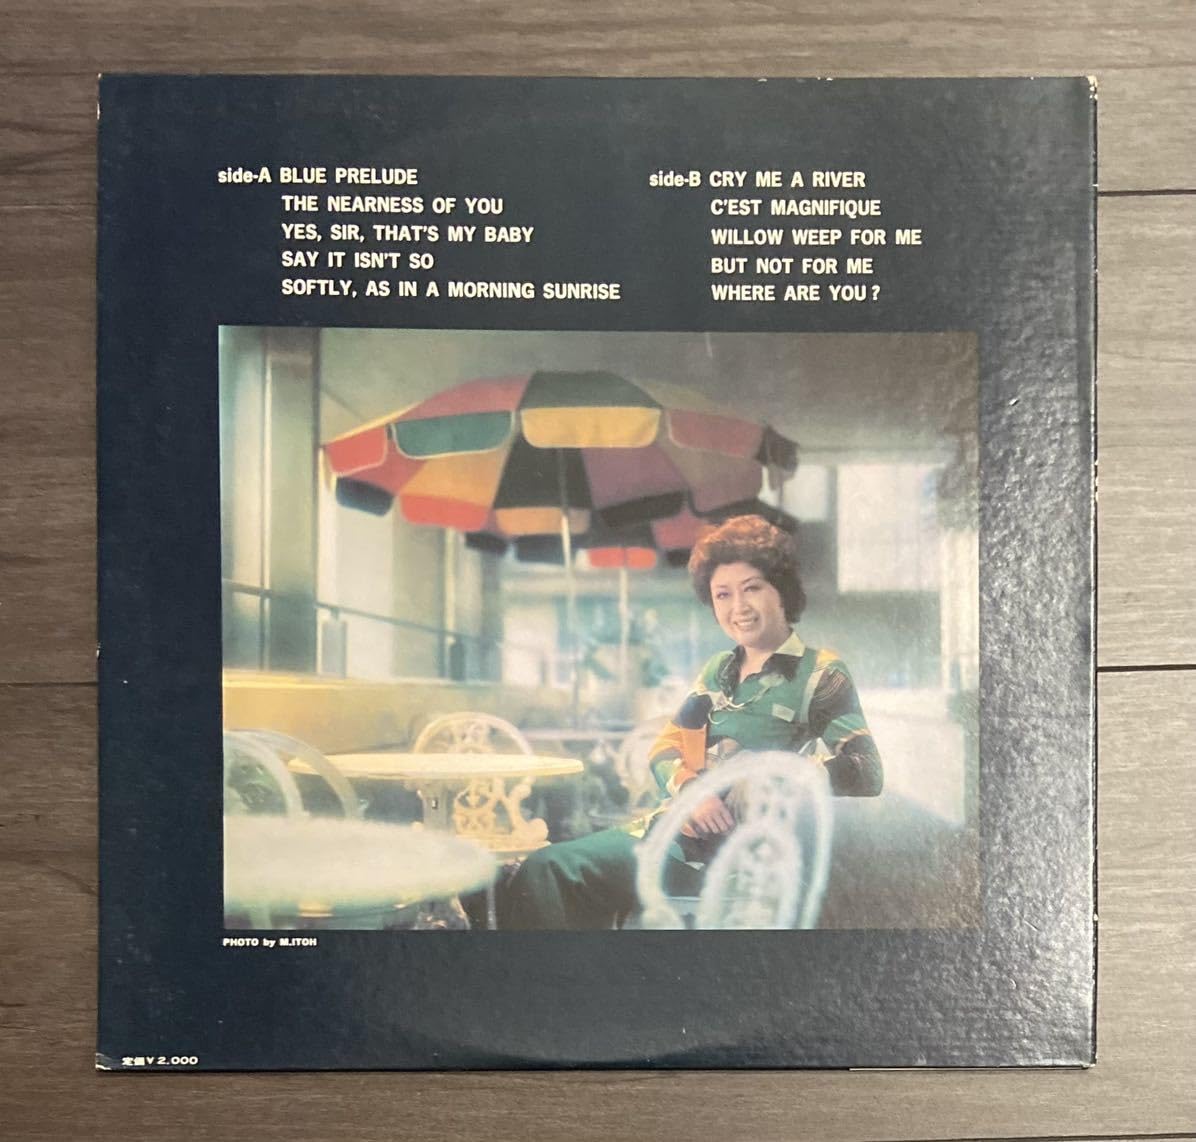 side-A BLUE PRELUDE
THE NEARNESS OF YOU
YES, SIR, THAT'S MY BABY
SAY IT ISN'T SO
SOFTLY, AS IN A MORNING SUNRISE
side-B CRY ME A RIVER
C'EST MAGNIFIQUE
WILLOW WEEP FOR ME
BUT NOT FOR ME
WHERE ARE YOU?
PHOTO by M.ITOH
定価¥2,000